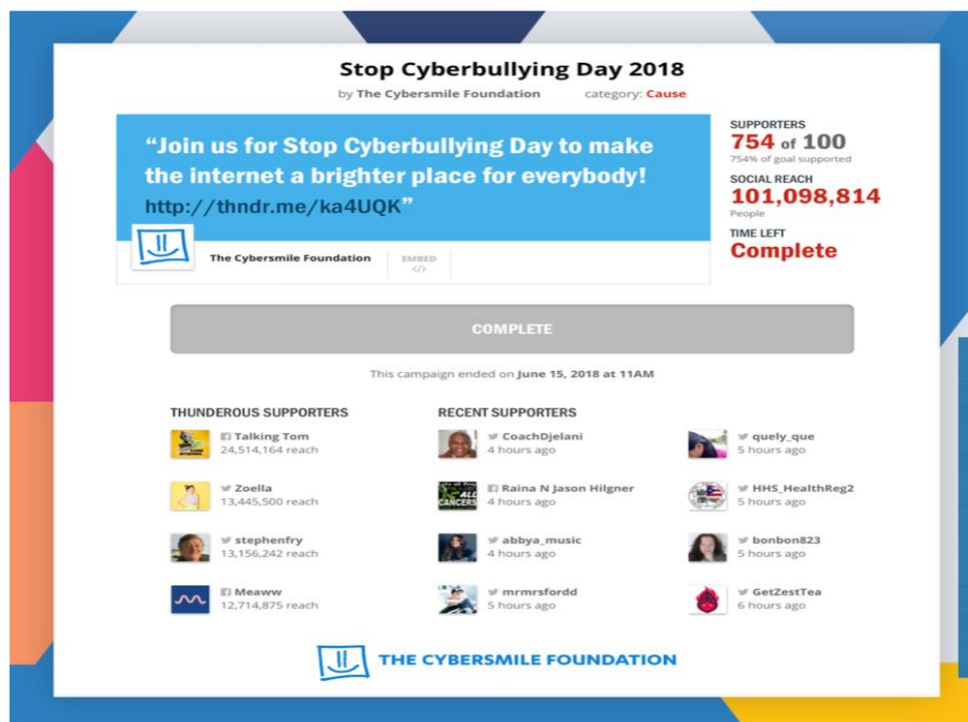 Stop Cyberbullying Day 2018
by The Cybersmile Foundation category: Cause
“Join us for Stop Cyberbullying Day to make
the internet a brighter place for everybody!
http://thndr.me/ka4UQK”
The Cybersmile Foundation
EMBED
</>
SUPPORTERS
754 of 100
754% of goal supported
SOCIAL REACH
101,098,814
People
TIME LEFT
Complete
COMPLETE
This campaign ended on June 15, 2018 at 11AM
THUNDEROUS SUPPORTERS
Talking Tom
24,514,164 reach
Zoella
13,445,500 reach
stephenfry
13,156,242 reach
Meaww
12,714,875 reach
RECENT SUPPORTERS
CoachDjelani
4 hours ago
ALL
CANCERS
Raina N Jason Hilgner
4 hours ago
abbya_music
4 hours ago
mrmrsfordd
5 hours ago
quely_que
5 hours ago
HHS_HealthReg2
5 hours ago
bonbon823
5 hours ago
GetZestTea
6 hours ago
THE CYBERSMILE FOUNDATION